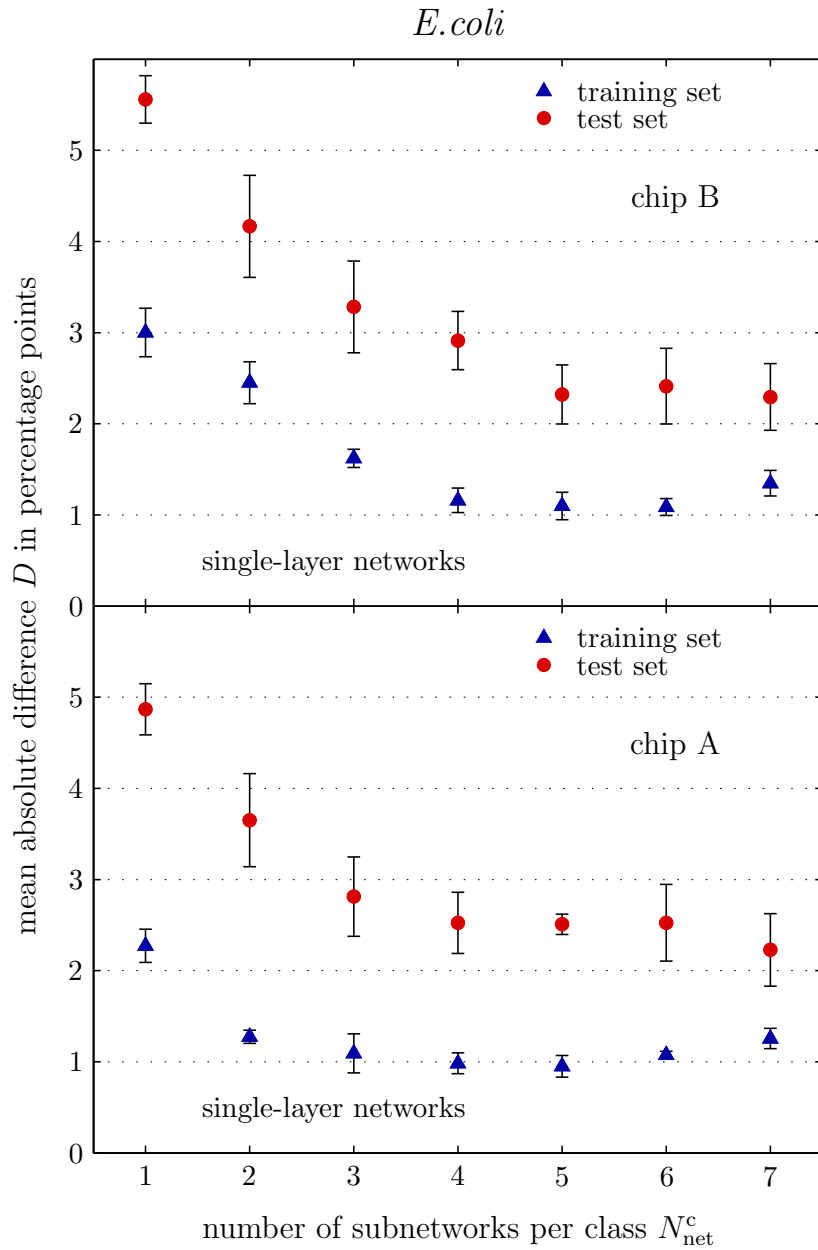 E.coli
training set
test set
chip B
single-layer networks
5
4
3
2
1
0
training set
test set
chip A
single-layer networks
5
4
3
2
1
0
1 2 3 4 5 6 7
mean absolute difference D in percentage points
number of subnetworks per class N^c_net